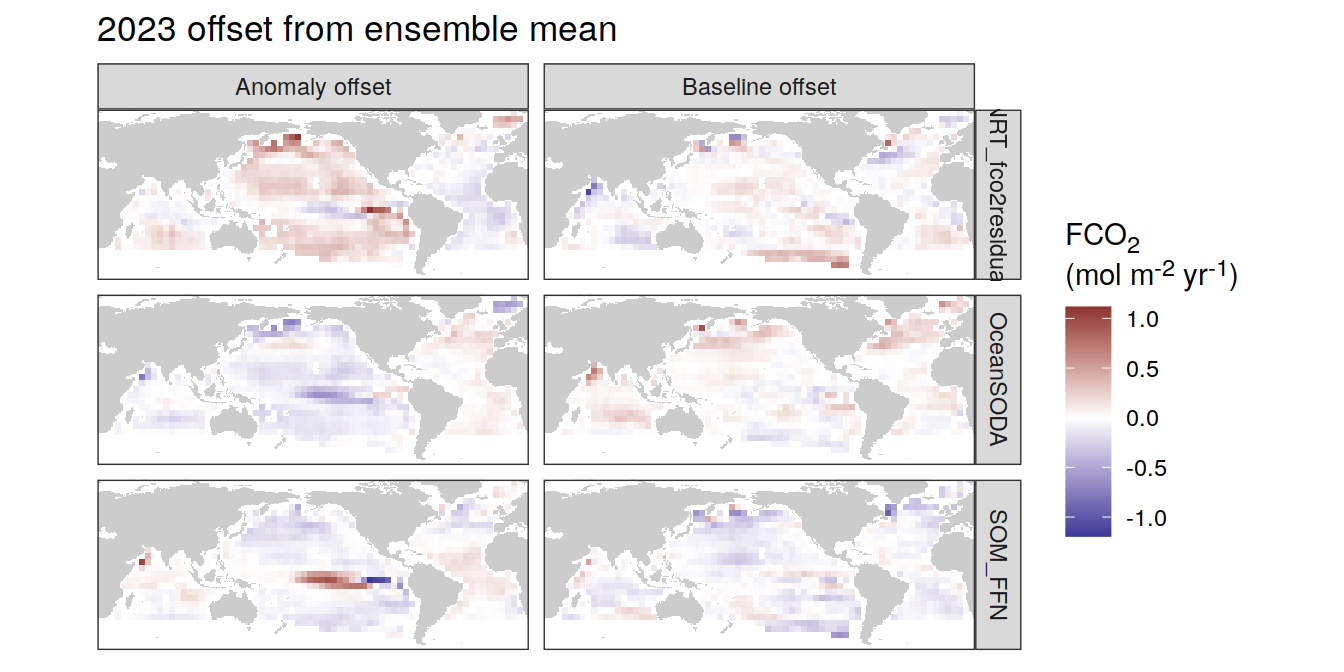 2023 offset from ensemble mean
Anomaly offset
Baseline offset
NRT_fco2residua
OceanSODA
SOM_FFN
FCO2
(mol m-2 yr-1)
1.0
0.5
0.0
-0.5
-1.0